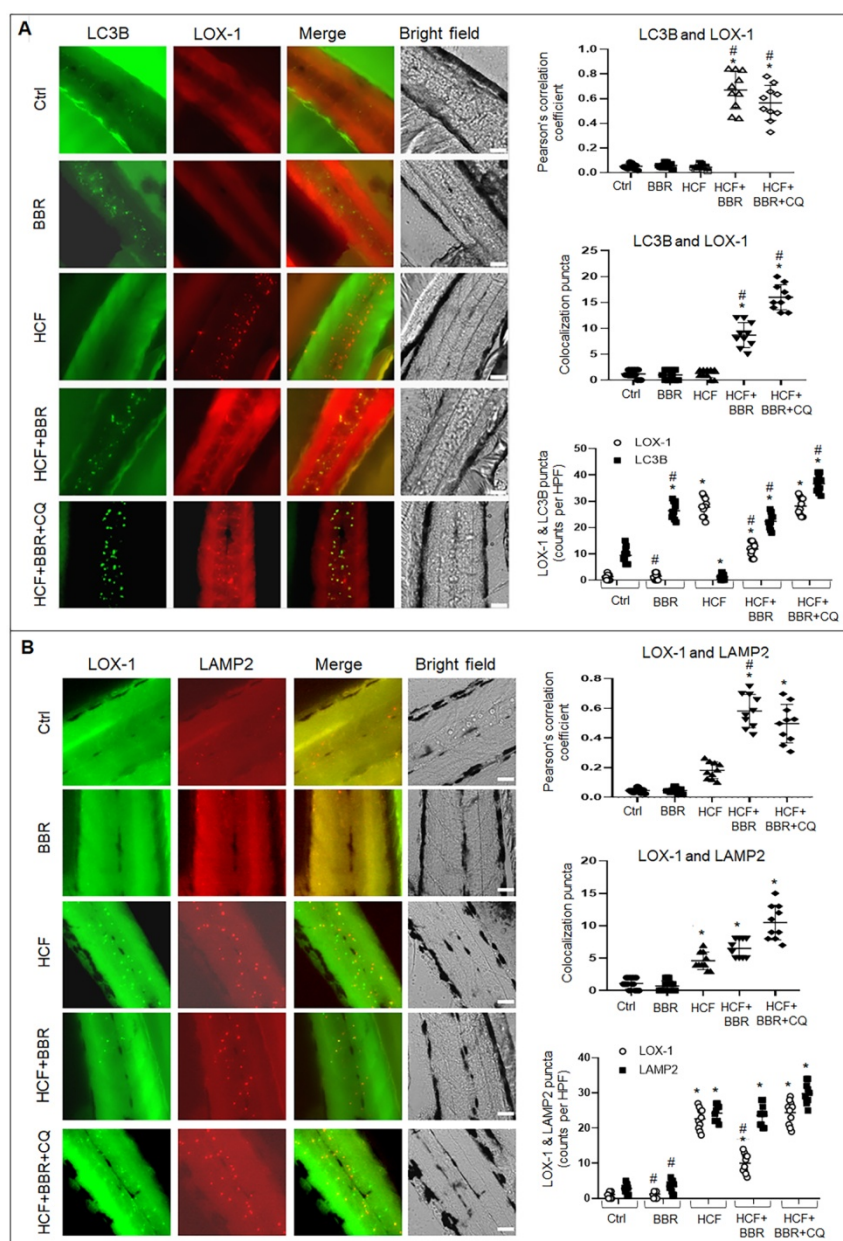 A
LC3B LOX-1 Merge Bright field
Ctrl
BBR
HCF
HCF+BBR
HCF+BBR+CQ
LC3B and LOX-1
Pearson's correlation
coefficient
1.0
0.8
0.6
0.4
0.2
0.0
# *
# *
Ctrl BBR HCF HCF+ HCF+
BBR BBR+CQ
LC3B and LOX-1
Colocalization puncta
25
20
15
10
5
0
# *
# *
Ctrl BBR HCF HCF+ HCF+
BBR BBR+CQ
LOX-1
LC3B
LOX-1 & LC3B puncta
(counts per HPF)
50
40
30
20
10
0
# # * * * # * # * * # *
Ctrl BBR HCF HCF+ HCF+
BBR BBR+CQ
B
LOX-1 LAMP2 Merge Bright field
Ctrl
BBR
HCF
HCF+BBR
HCF+BBR+CQ
LOX-1 and LAMP2
Pearson's correlation
coefficient
0.8
0.6
0.4
0.2
0.0
# *
*
Ctrl BBR HCF HCF+ HCF+
BBR BBR+CQ
LOX-1 and LAMP2
Colocalization puncta
20
15
10
5
0
* * *
Ctrl BBR HCF HCF+ HCF+
BBR BBR+CQ
LOX-1
LAMP2
LOX-1 & LAMP2 puncta
(counts per HPF)
40
30
20
10
0
# # * * # * * * *
Ctrl BBR HCF HCF+ HCF+
BBR BBR+CQ